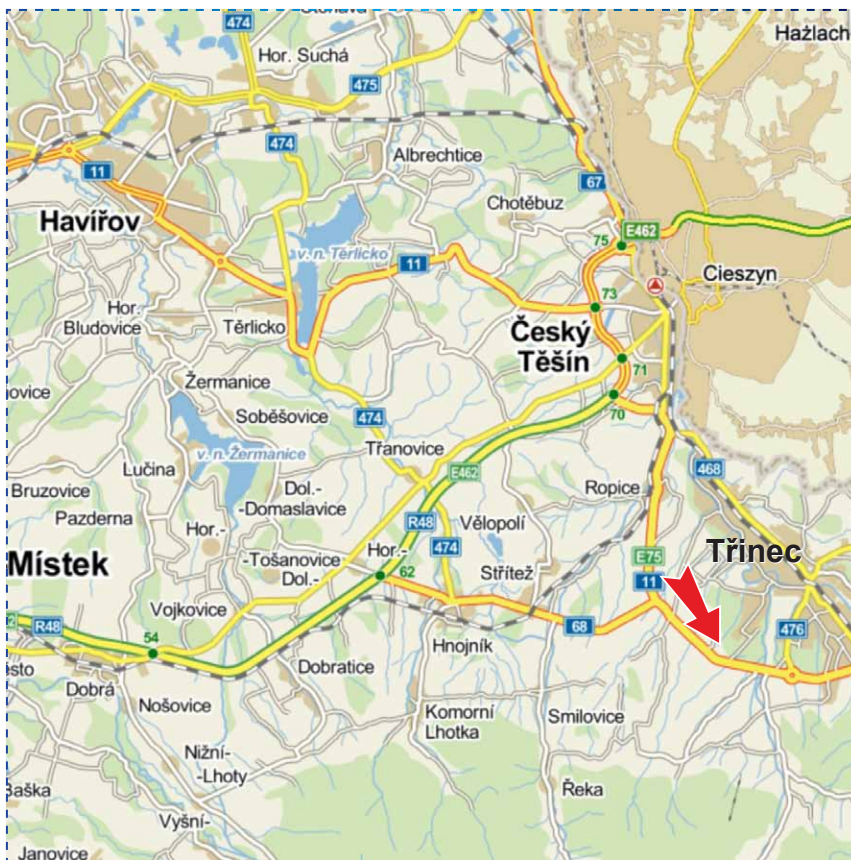 Stonava
474
Hor. Suchá
Hażlach
475
474
Albrechtice
11
67
Chotěbuz
Havířov
E462
75
v. n. Těrlicko
11
Cieszyn
73
Hor.
Bludovice
Těrlicko
Český
Těšín
71
Žermanice
70
Soběšovice
474
Třanovice
v. n. Žermanice
E462
468
Lučina
Bruzovice
Dol.-
-Domaslavice
Ropice
Pazderna
R48
Vělopolí
Hor.-
474
Třinec
Místek
-Tošanovice
Hor.-
Dol.-
62
E75
Střítež
11
Vojkovice
R48
54
68
476
Hnojník
Dobratice
Dobrá
Nošovice
Komorní
Lhotka
Smilovice
Nižní-
-Lhoty
Baška
Řeka
Vyšní-
Janovice